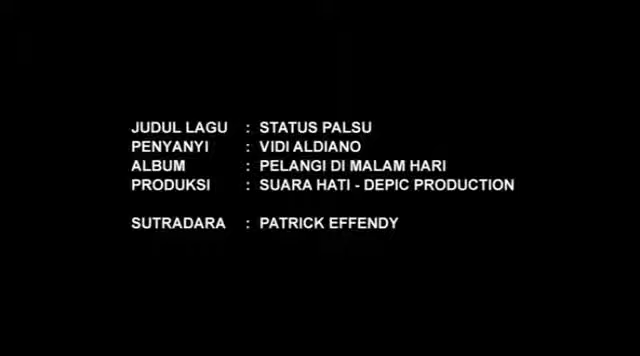 JUDUL LAGU : STATUS PALSU
PENYANYI : VIDI ALDIANO
ALBUM : PELANGI DI MALAM HARI
PRODUKSI : SUARA HATI - DEPIC PRODUCTION
SUTRADARA : PATRICK EFFENDY